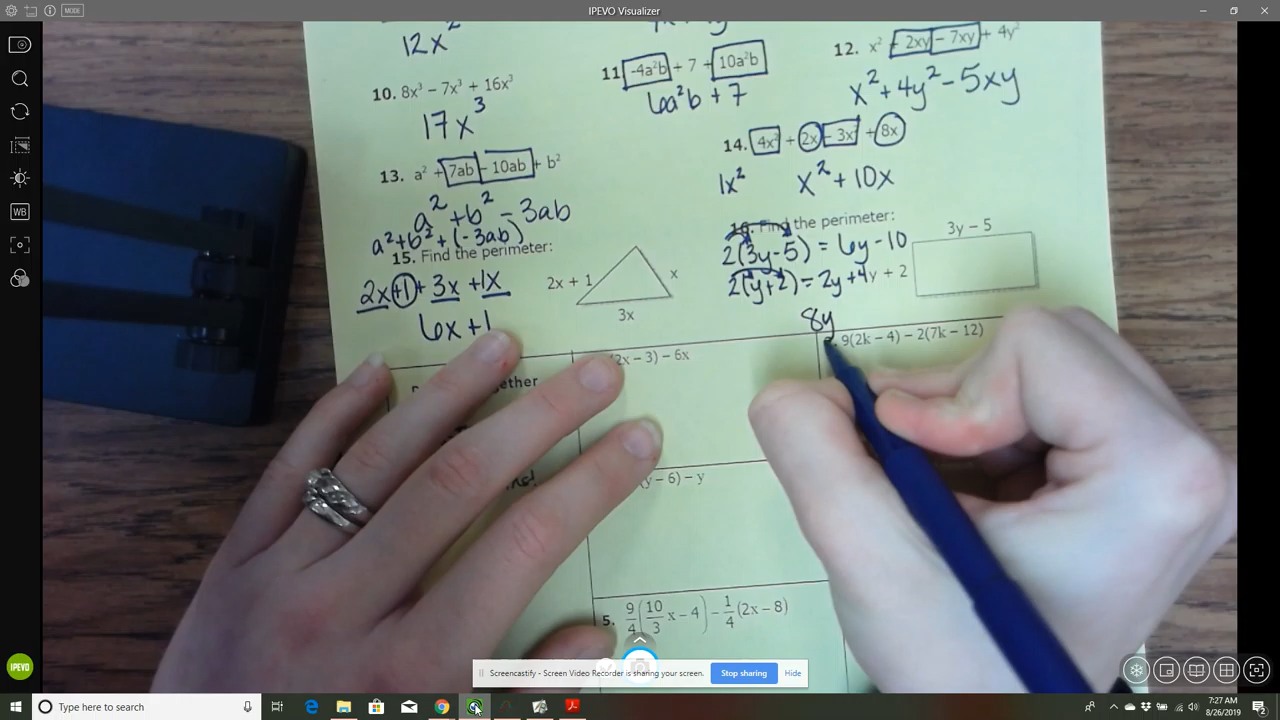 IPEVO Visualizer
MODE
12x²
10. 8x³ − 7x³ + 16x³
17x³
11 -4a²b + 7 + 10a²b
6a²b + 7
12. x² + 2xy − 7xy + 4y²
x² + 4y² − 5xy
13. a² + 7ab − 10ab + b²
a² + b² − 3ab
a² + b² + (−3ab)
14. 4x² + 2x − 3x² + 8x
1x² x² + 10x
15. Find the perimeter:
2x + 1 + 3x + 1x
6x + 1
2x + 1
x
3x
16. Find the perimeter:
2(3y − 5) = 6y − 10
2(y + 2) = 2y + 4
8y
3y − 5
y + 2
(2x − 3) − 6x
9(2k − 4) − 2(7k − 12)
(y − 6) − y
5. 9/4(10/3x − 4) − 1/4(2x − 8)
WB
IPEVO
Screencastify - Screen Video Recorder is sharing your screen.
Stop sharing
Hide
Type here to search
7:27 AM
8/26/2019
2